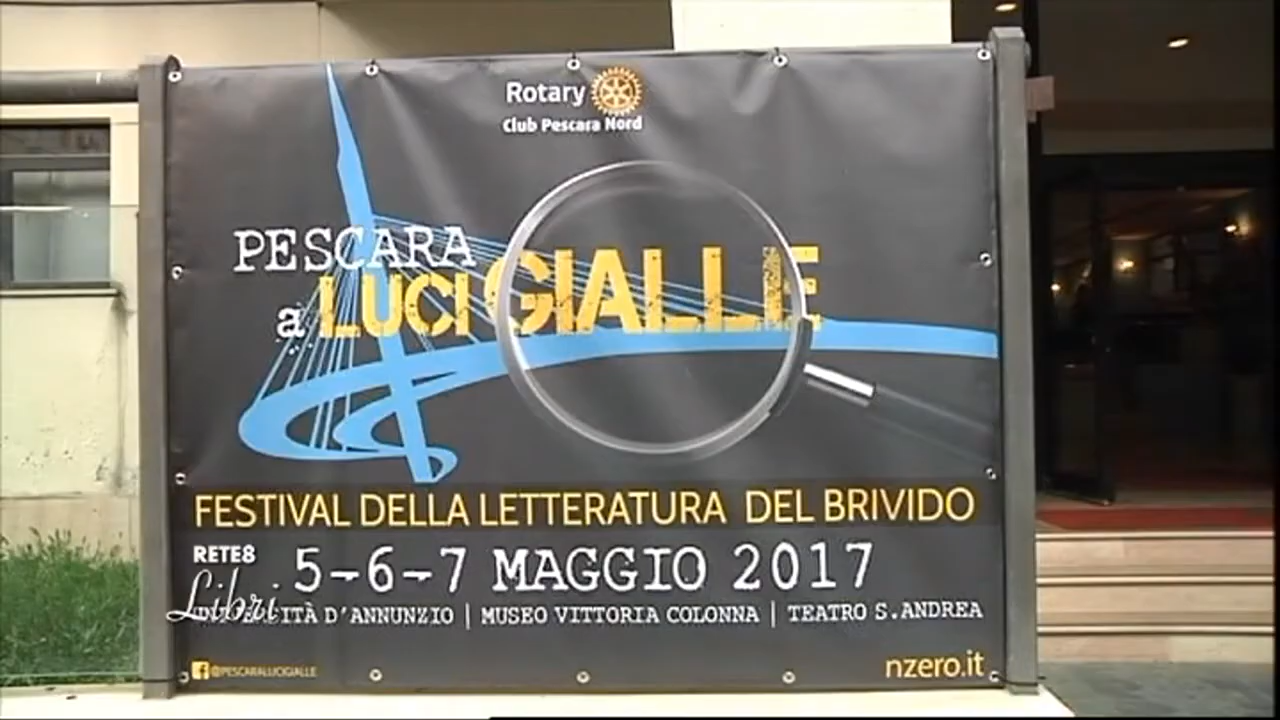 Rotary
Club Pescara Nord
PESCARA
a LUCI GIALLE
FESTIVAL DELLA LETTERATURA DEL BRIVIDO
RETE8
Libri
5-6-7 MAGGIO 2017
D'ANNUNZIO | MUSEO VITTORIA COLONNA | TEATRO S.ANDREA
@PESCARALUCIGIALLE
nzero.it